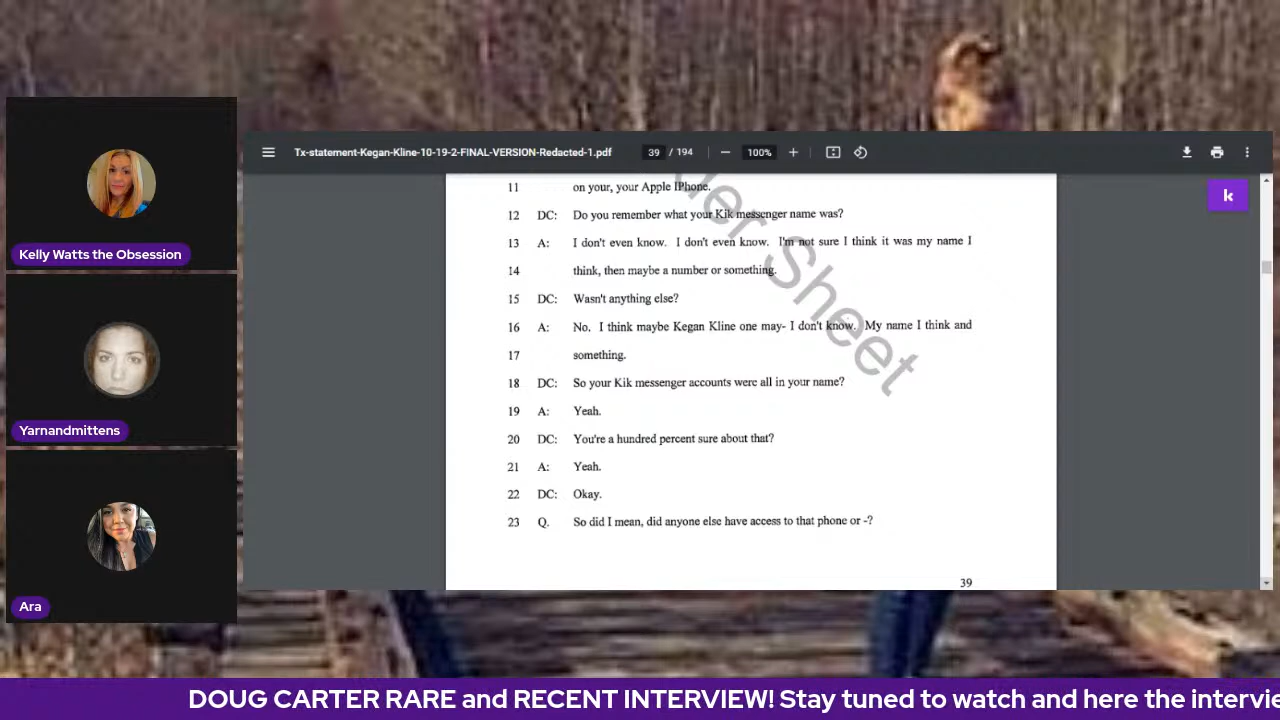 Tx-statement-Kegan-Kline-10-19-2-FINAL-VERSION-Redacted-1.pdf 39 / 194 100%
k
11 on your, your Apple IPhone.
12 DC: Do you remember what your Kik messenger name was?
13 A: I don't even know. I don't even know. I'm not sure I think it was my name I
14 think, then maybe a number or something.
15 DC: Wasn't anything else?
16 A: No. I think maybe Kegan Kline one may- I don't know. My name I think and
17 something.
18 DC: So your Kik messenger accounts were all in your name?
19 A: Yeah.
20 DC: You're a hundred percent sure about that?
21 A: Yeah.
22 DC: Okay.
23 Q. So did I mean, did anyone else have access to that phone or -?
39
Sheet
Kelly Watts the Obsession
Yarnandmittens
Ara
DOUG CARTER RARE and RECENT INTERVIEW! Stay tuned to watch and here the intervie